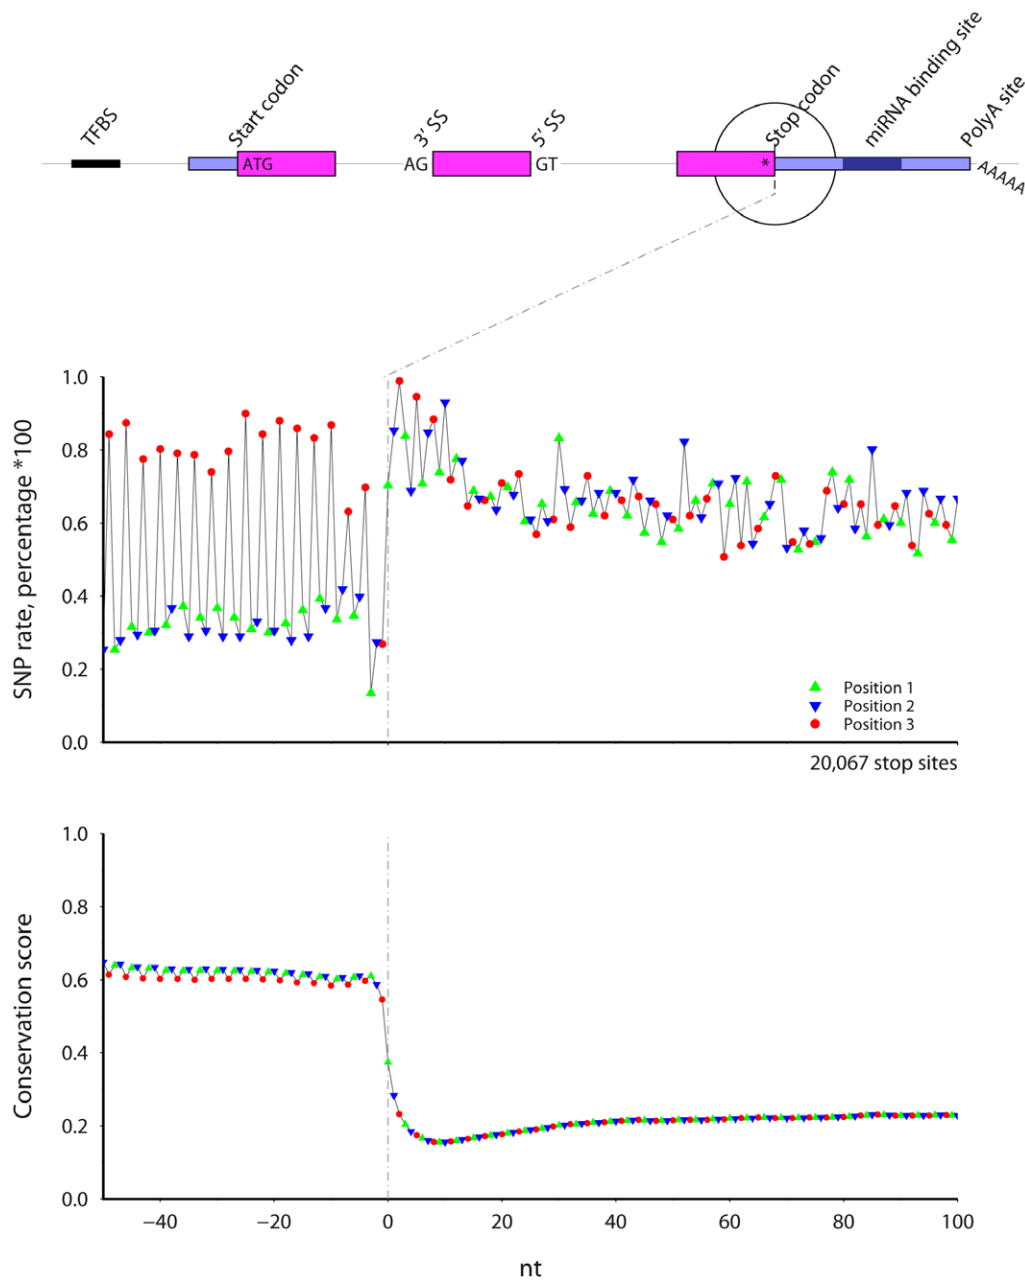 TFBS
Start codon
3' SS
5' SS
Stop codon
miRNA binding site
PolyA site
ATG
AG
GT
*
AAAAA
SNP rate, percentage *100
1.0
0.8
0.6
0.4
0.2
0.0
Position 1
Position 2
Position 3
20,067 stop sites
Conservation score
1.0
0.8
0.6
0.4
0.2
0.0
−40
−20
0
20
40
60
80
100
nt